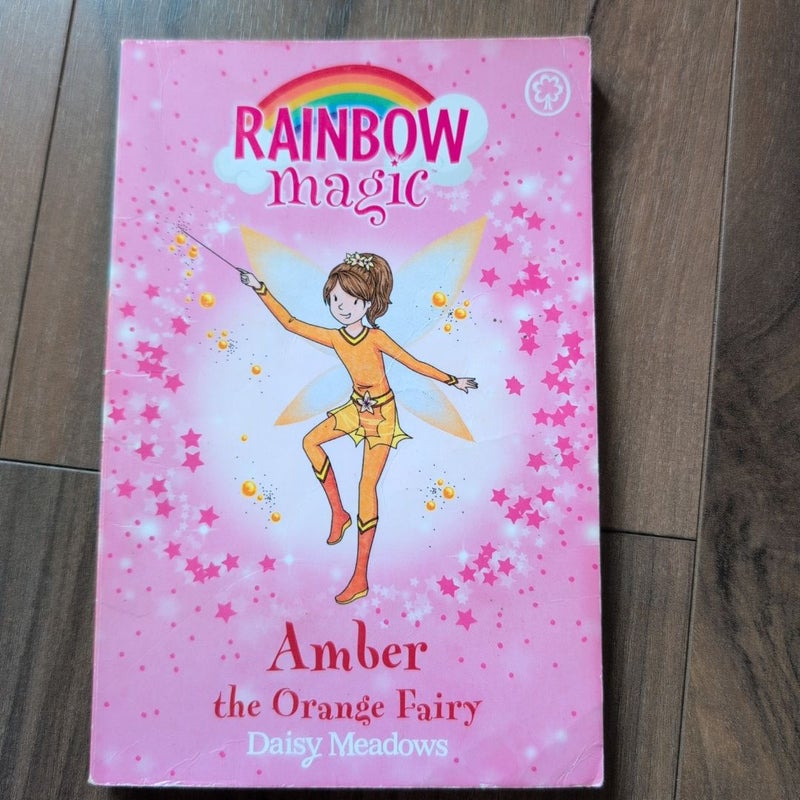 RAINBOW
magic
Amber
the Orange Fairy
Daisy Meadows